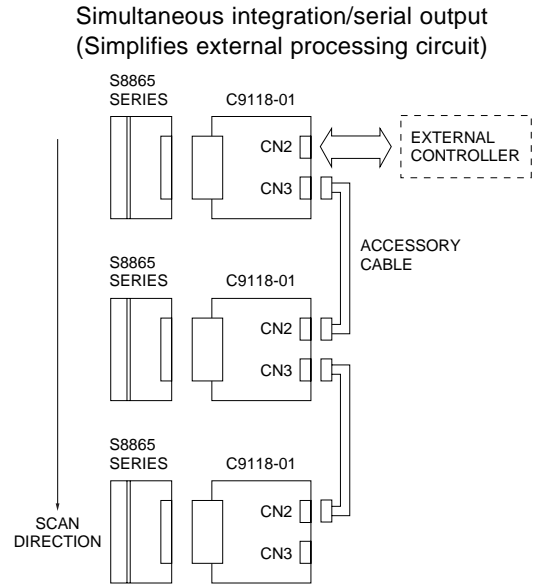 Simultaneous integration/serial output
(Simplifies external processing circuit)
S8865
SERIES
C9118-01
CN2
CN3
EXTERNAL
CONTROLLER
ACCESSORY
CABLE
S8865
SERIES
C9118-01
CN2
CN3
S8865
SERIES
C9118-01
CN2
CN3
SCAN
DIRECTION